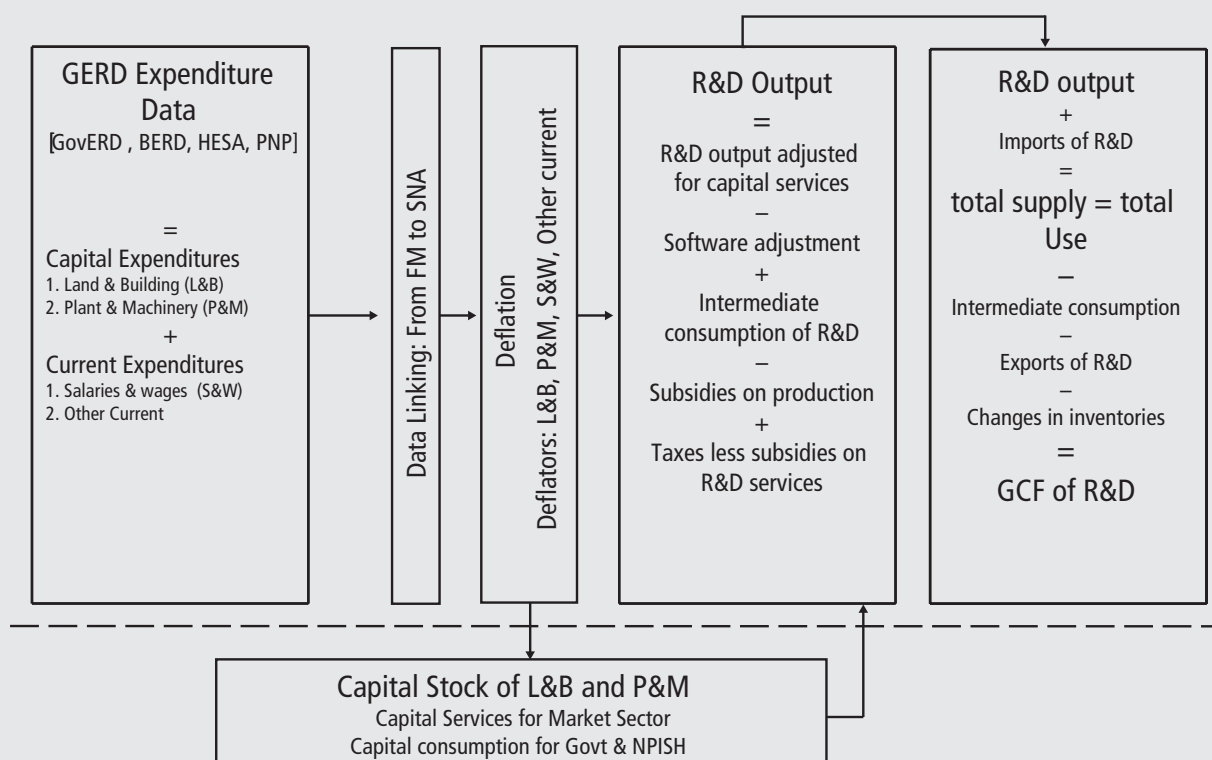 GERD Expenditure
Data
[GovERD , BERD, HESA, PNP]
=
Capital Expenditures
1. Land & Building (L&B)
2. Plant & Machinery (P&M)
+
Current Expenditures
1. Salaries & wages (S&W)
2. Other Current
Data Linking: From FM to SNA
Deflation
Deflators: L&B, P&M, S&W, Other current
R&D Output
=
R&D output adjusted
for capital services
−
Software adjustment
+
Intermediate
consumption of R&D
−
Subsidies on production
+
Taxes less subsidies on
R&D services
R&D output
+
Imports of R&D
=
total supply = total
Use
−
Intermediate consumption
−
Exports of R&D
−
Changes in inventories
=
GCF of R&D
Capital Stock of L&B and P&M
Capital Services for Market Sector
Capital consumption for Govt & NPISH